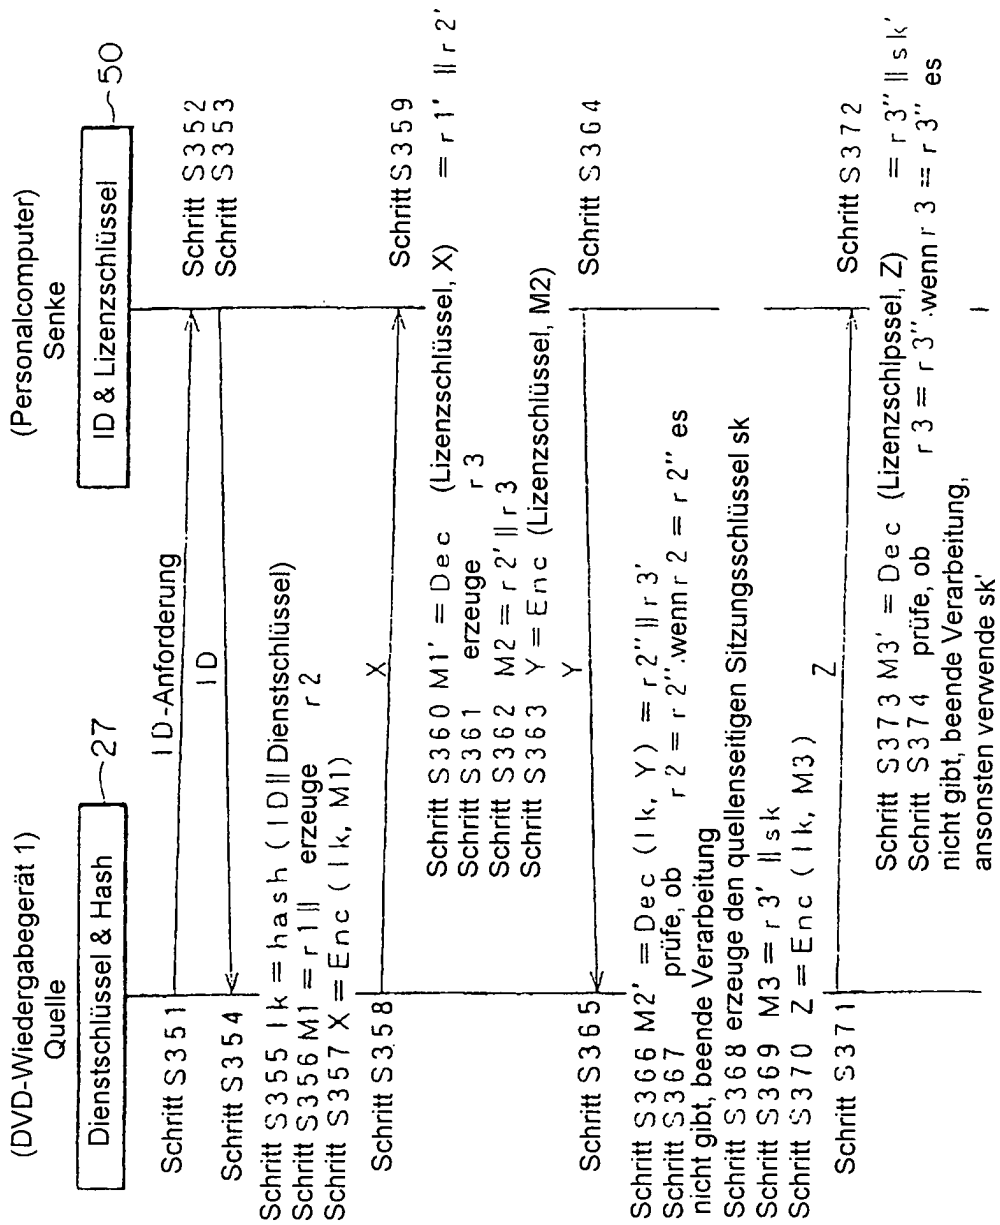 (DVD-Wiedergabegerät 1)
Quelle
(Personalcomputer)
Senke
Dienstschlüssel & Hash
27
ID & Lizenzschlüssel
50
Schritt S351
ID-Anforderung
Schritt S352
Schritt S353
ID
Schritt S354
Schritt S355 lk = hash (ID || Dienstschlüssel)
Schritt S356 M1 = r1 || erzeuge r2
Schritt S357 X = Enc (lk, M1)
Schritt S358
X
Schritt S359
Schritt S360 M1' = Dec (Lizenzschlüssel, X) = r1' || r2'
Schritt S361 erzeuge r3
Schritt S362 M2 = r2' || r3
Schritt S363 Y = Enc (Lizenzschlüssel, M2)
Schritt S364
Y
Schritt S365
Schritt S366 M2' = Dec (lk, Y) = r2'' || r3'
Schritt S367 prüfe, ob r2 = r2''.wenn r2 = r2'' es
nicht gibt, beende Verarbeitung
Schritt S368 erzeuge den quellenseitigen Sitzungsschlüssel sk
Schritt S369 M3 = r3' || sk
Schritt S370 Z = Enc (lk, M3)
Schritt S371
Z
Schritt S372
Schritt S373 M3' = Dec (Lizenzschlpssel, Z) = r3'' || sk'
Schritt S374 prüfe, ob r3 = r3''.wenn r3 = r3'' es
nicht gibt, beende Verarbeitung,
ansonsten verwende sk'